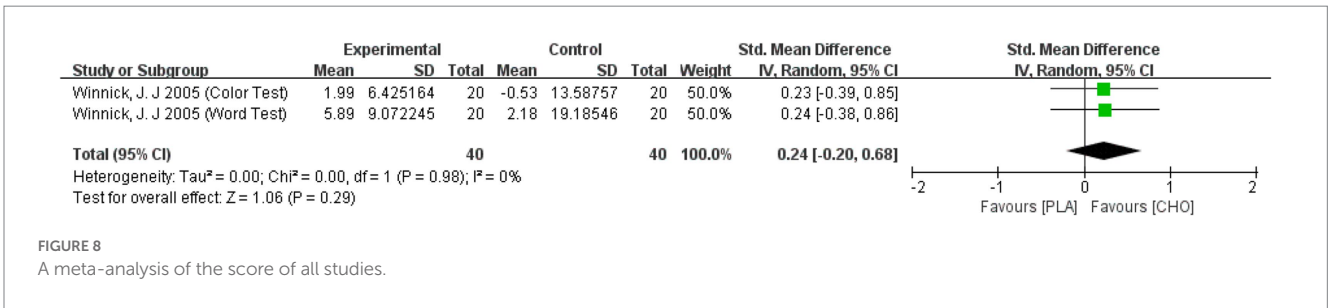 Experimental Control Std. Mean Difference Std. Mean Difference
Study or Subgroup Mean SD Total Mean SD Total Weight IV, Random, 95% CI IV, Random, 95% CI
Winnick, J. J 2005 (Color Test) 1.99 6.425164 20 -0.53 13.58757 20 50.0% 0.23 [-0.39, 0.85]
Winnick, J. J 2005 (Word Test) 5.89 9.072245 20 2.18 19.18546 20 50.0% 0.24 [-0.38, 0.86]
Total (95% CI) 40 40 100.0% 0.24 [-0.20, 0.68]
Heterogeneity: Tau² = 0.00; Chi² = 0.00, df = 1 (P = 0.98); I² = 0%
Test for overall effect: Z = 1.06 (P = 0.29)
-2 -1 0 1 2
Favours [PLA] Favours [CHO]
FIGURE 8
A meta-analysis of the score of all studies.